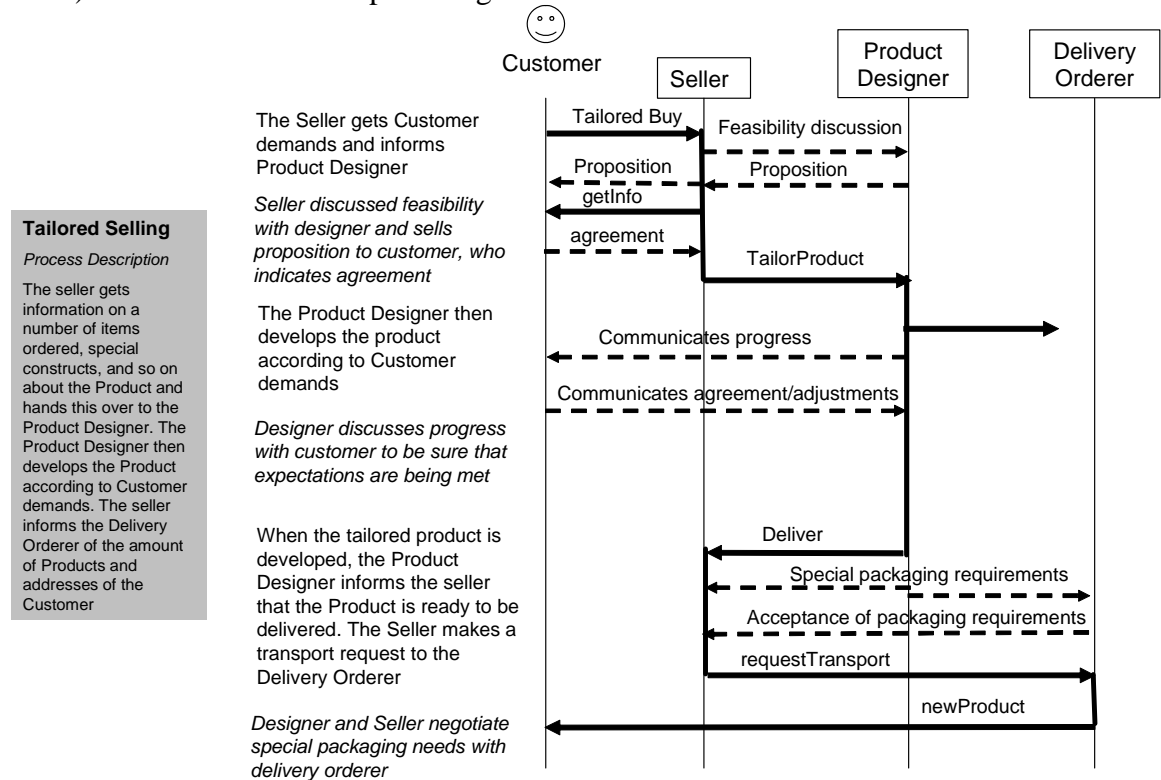 Customer
Seller
Product
Designer
Delivery
Orderer
Tailored Selling
Process Description
The seller gets
information on a
number of items
ordered, special
constructs, and so on
about the Product and
hands this over to the
Product Designer. The
Product Designer then
develops the Product
according to Customer
demands. The seller
informs the Delivery
Orderer of the amount
of Products and
addresses of the
Customer
The Seller gets Customer
demands and informs
Product Designer
Seller discussed feasibility
with designer and sells
proposition to customer, who
indicates agreement
The Product Designer then
develops the product
according to Customer
demands
Designer discusses progress
with customer to be sure that
expectations are being met
When the tailored product is
developed, the Product
Designer informs the seller
that the Product is ready to be
delivered. The Seller makes a
transport request to the
Delivery Orderer
Designer and Seller negotiate
special packaging needs with
delivery orderer
Tailored Buy
Feasibility discussion
Proposition
Proposition
getInfo
agreement
TailorProduct
Communicates progress
Communicates agreement/adjustments
Deliver
Special packaging requirements
Acceptance of packaging requirements
requestTransport
newProduct